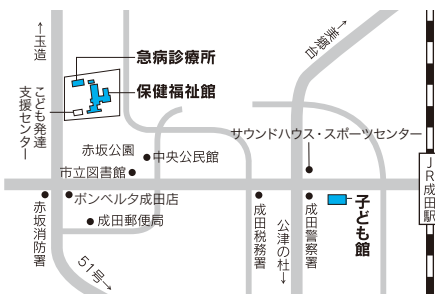 ←玉造
急病診療所
保健福祉館
こども発達
支援センター
←美郷台
赤坂公園
中央公民館
市立図書館
サウンドハウス・スポーツセンター
ボンベルタ成田店
成田郵便局
赤坂消防署
51号→
成田税務署
公津の杜→
成田警察署
子ども館
JR成田駅